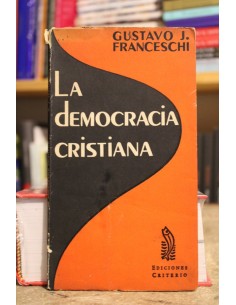 GUSTAVO J.
FRANCESCHI
LA
dEMOCRACIA
CRISTIANA
EDICIONES
CRITERIO